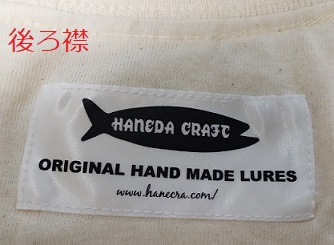 後ろ襟
HANEDA CRAFT
ORIGINAL HAND MADE LURES
www.hanecra.com/